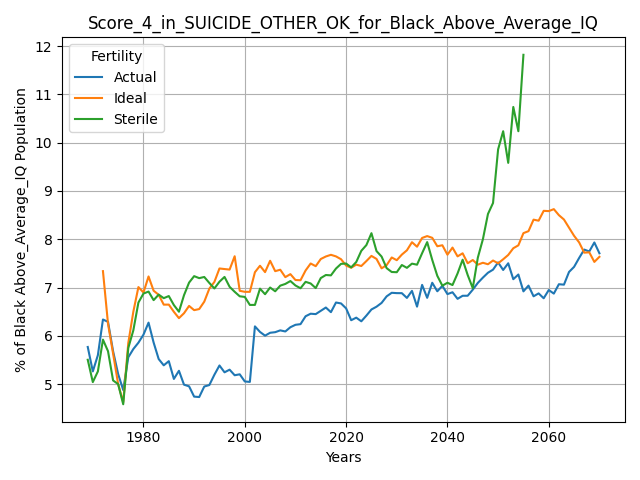 Score_4_in_SUICIDE_OTHER_OK_for_Black_Above_Average_IQ
% of Black Above_Average_IQ Population
12
11
10
9
8
7
6
5
Fertility
Actual
Ideal
Sterile
1980
2000
2020
2040
2060
Years